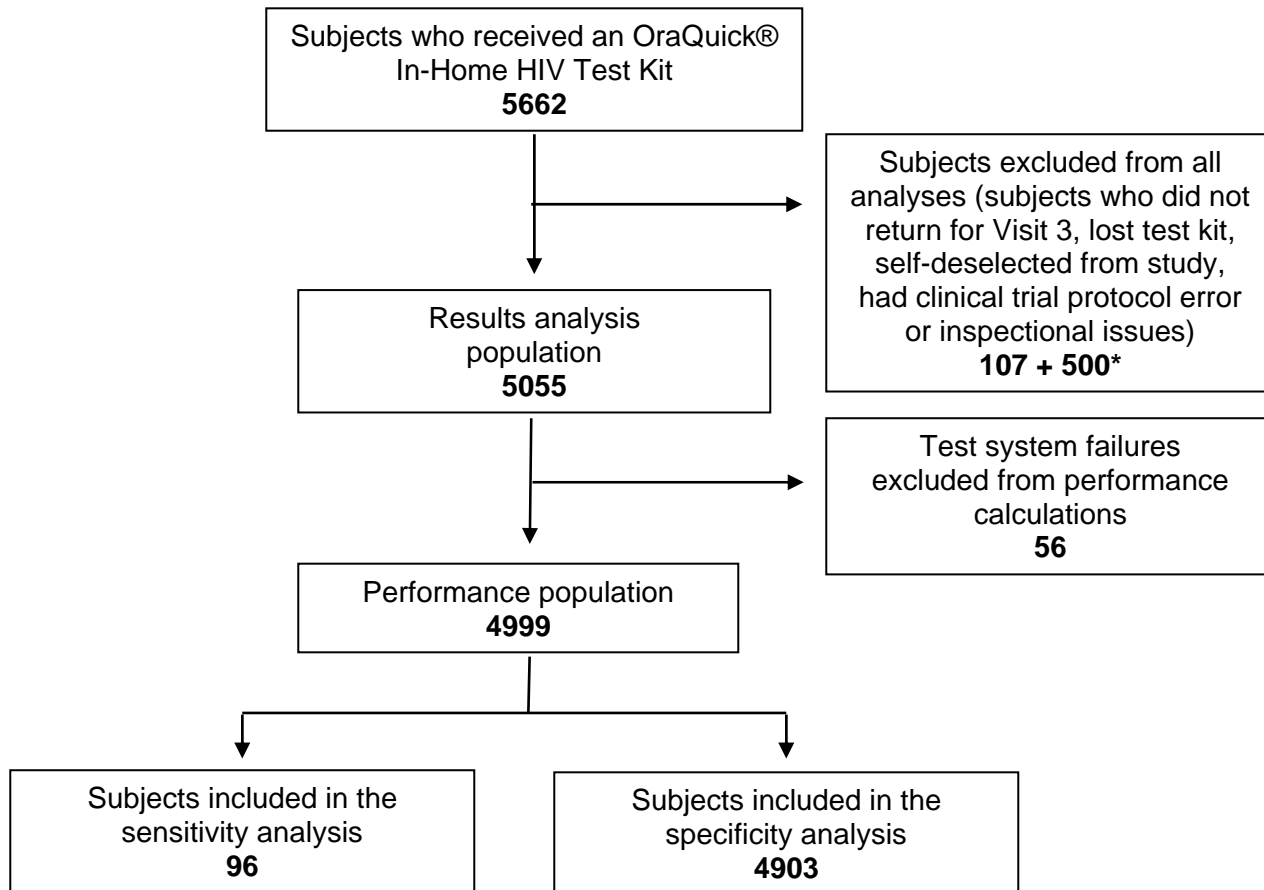 Subjects who received an OraQuick®
In-Home HIV Test Kit
5662
Subjects excluded from all
analyses (subjects who did not
return for Visit 3, lost test kit,
self-deselected from study,
had clinical trial protocol error
or inspectional issues)
107 + 500*
Results analysis
population
5055
Test system failures
excluded from performance
calculations
56
Performance population
4999
Subjects included in the
sensitivity analysis
96
Subjects included in the
specificity analysis
4903